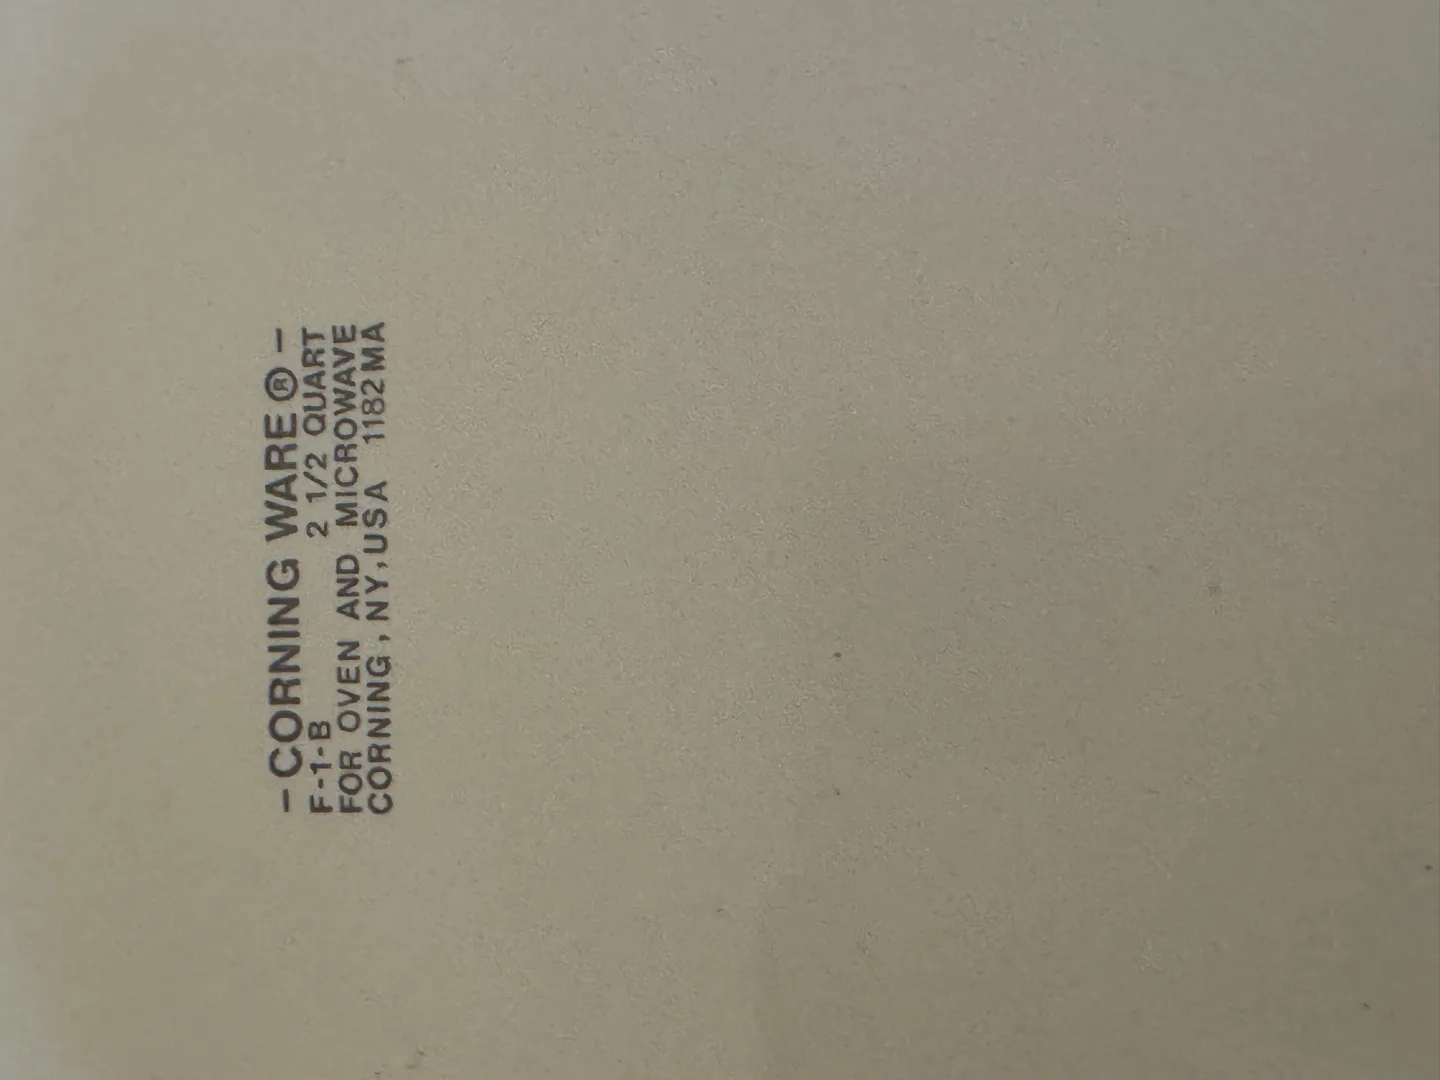 - CORNING WARE® -
F-1-B 2 1/2 QUART
FOR OVEN AND MICROWAVE
CORNING, NY, USA 1182 MA